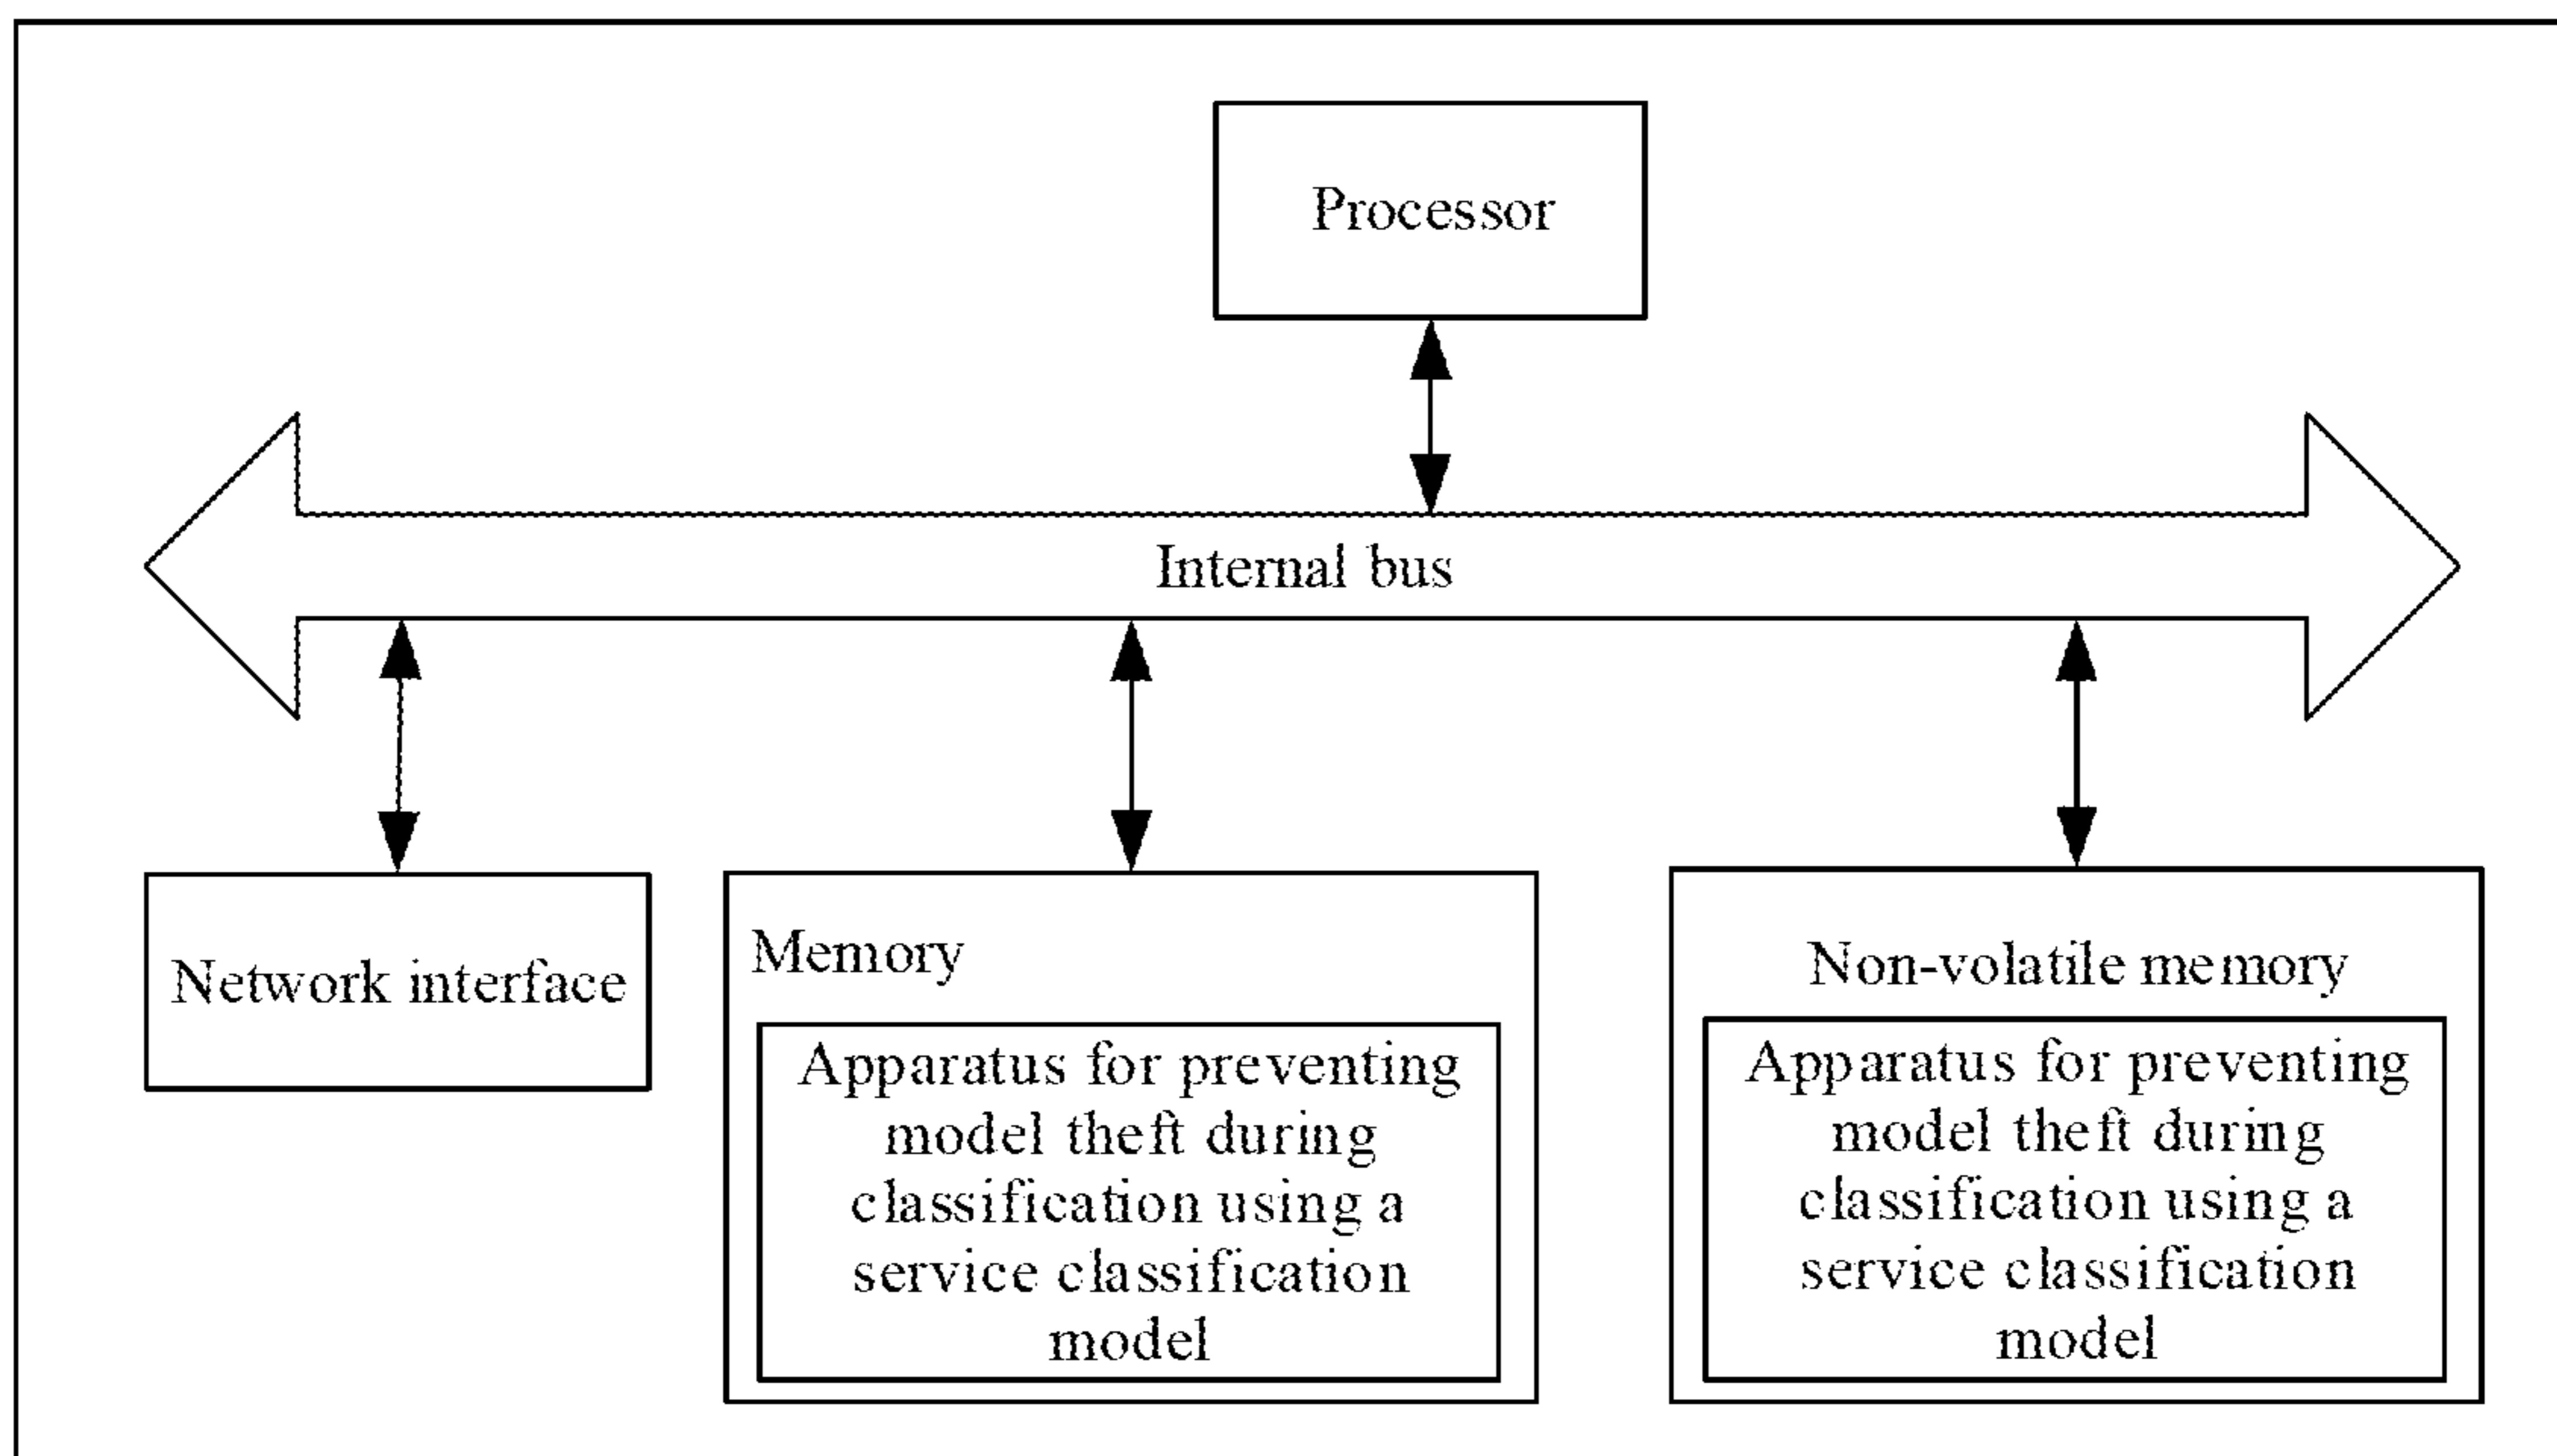 Processor
Internal bus
Network interface
Memory
Apparatus for preventing
model theft during
classification using a
service classification
model
Non-volatile memory
Apparatus for preventing
model theft during
classification using a
service classification
model